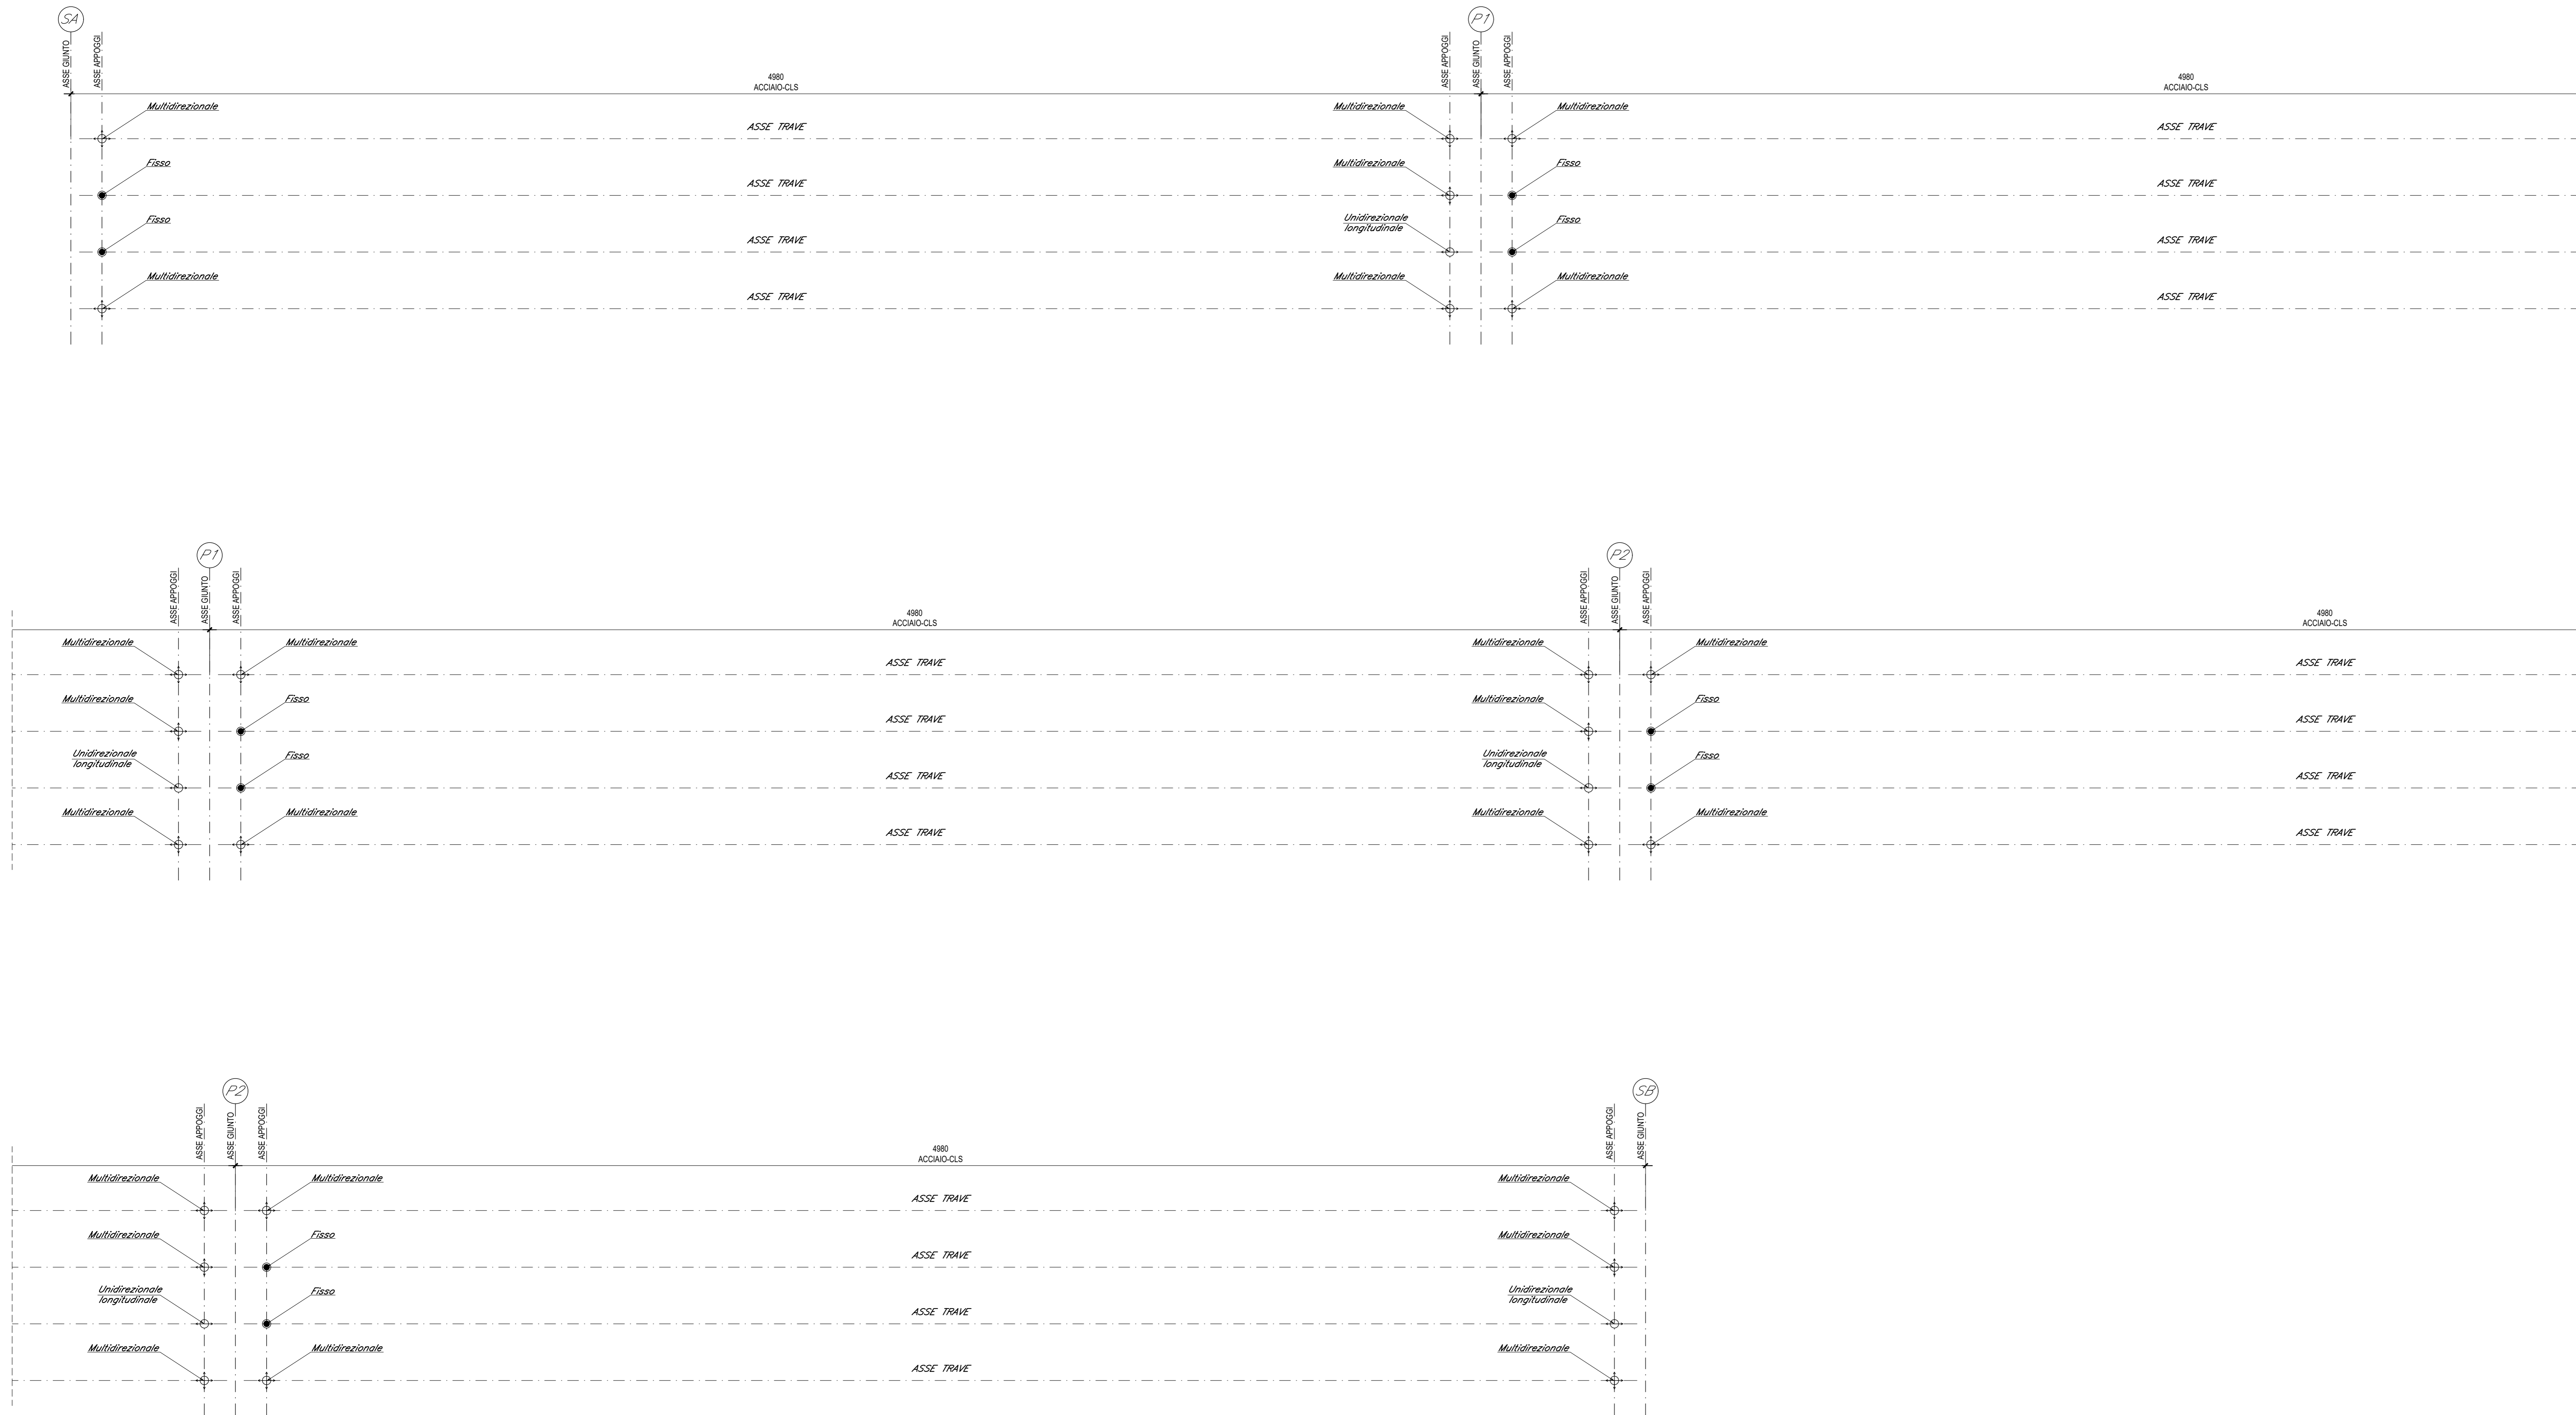 SA
P1
ASSE GIUNTO
ASSE APPOGGI
ASSE APPOGGI
ASSE GIUNTO
ASSE APPOGGI
4980
ACCIAIO-CLS
4980
ACCIAIO-CLS
Multidirezionale
Multidirezionale
Multidirezionale
ASSE TRAVE
ASSE TRAVE
Fisso
Multidirezionale
Fisso
ASSE TRAVE
ASSE TRAVE
Fisso
Unidirezionale
longitudinale
Fisso
ASSE TRAVE
ASSE TRAVE
Multidirezionale
Multidirezionale
Multidirezionale
ASSE TRAVE
ASSE TRAVE
P1
P2
ASSE APPOGGI
ASSE GIUNTO
ASSE APPOGGI
ASSE APPOGGI
ASSE GIUNTO
ASSE APPOGGI
4980
ACCIAIO-CLS
4980
ACCIAIO-CLS
Multidirezionale
Multidirezionale
Multidirezionale
Multidirezionale
ASSE TRAVE
ASSE TRAVE
Multidirezionale
Fisso
Multidirezionale
Fisso
ASSE TRAVE
ASSE TRAVE
Unidirezionale
longitudinale
Fisso
Unidirezionale
longitudinale
Fisso
ASSE TRAVE
ASSE TRAVE
Multidirezionale
Multidirezionale
Multidirezionale
Multidirezionale
ASSE TRAVE
ASSE TRAVE
P2
SB
ASSE APPOGGI
ASSE GIUNTO
ASSE APPOGGI
ASSE APPOGGI
ASSE GIUNTO
4980
ACCIAIO-CLS
Multidirezionale
Multidirezionale
Multidirezionale
ASSE TRAVE
Multidirezionale
Fisso
Multidirezionale
ASSE TRAVE
Unidirezionale
longitudinale
Fisso
Unidirezionale
longitudinale
ASSE TRAVE
Multidirezionale
Multidirezionale
Multidirezionale
ASSE TRAVE